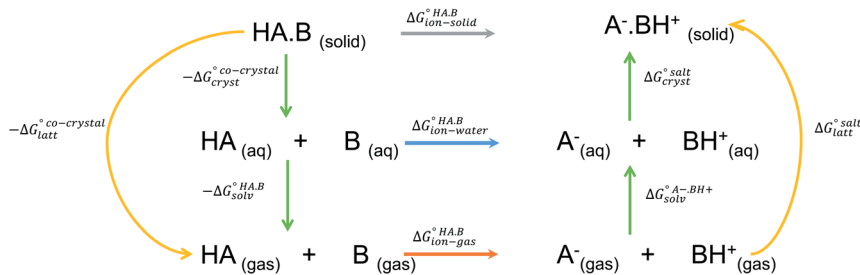 HA.B (solid) ΔG°HA.B ion−solid A-.BH+ (solid)
−ΔG°co−crystal cryst ΔG°salt cryst
−ΔG°co−crystal latt HA (aq) + B (aq) ΔG°HA.B ion−water A-(aq) + BH+(aq) ΔG°salt latt
−ΔG°HA.B solv ΔG°A−.BH+ solv
HA (gas) + B (gas) ΔG°HA.B ion−gas A-(gas) + BH+(gas)